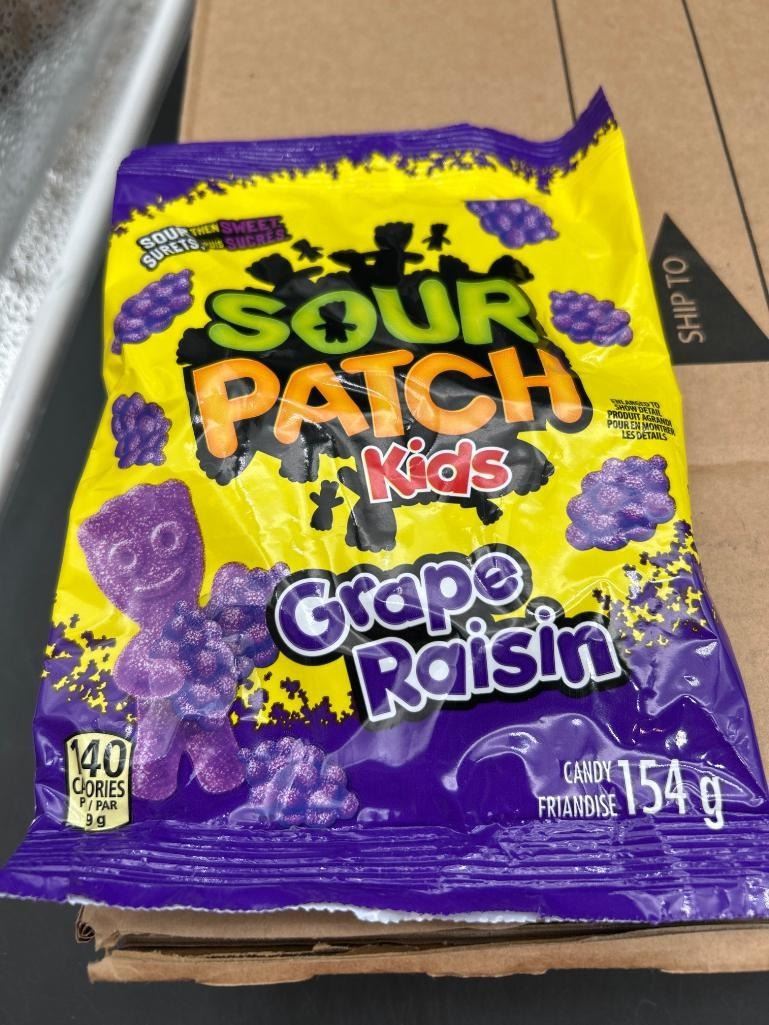 SOUR THEN SWEET
SURETS PUIS SUCRÉS
SOUR
PATCH
Kids
ENLARGED TO
SHOW DETAIL
PRODUIT AGRANDI
POUR EN MONTRER
LES DÉTAILS
SHIP TO
Grape
Raisin
140
CALORIES
P / PAR
9 g
CANDY
FRIANDISE
154 g